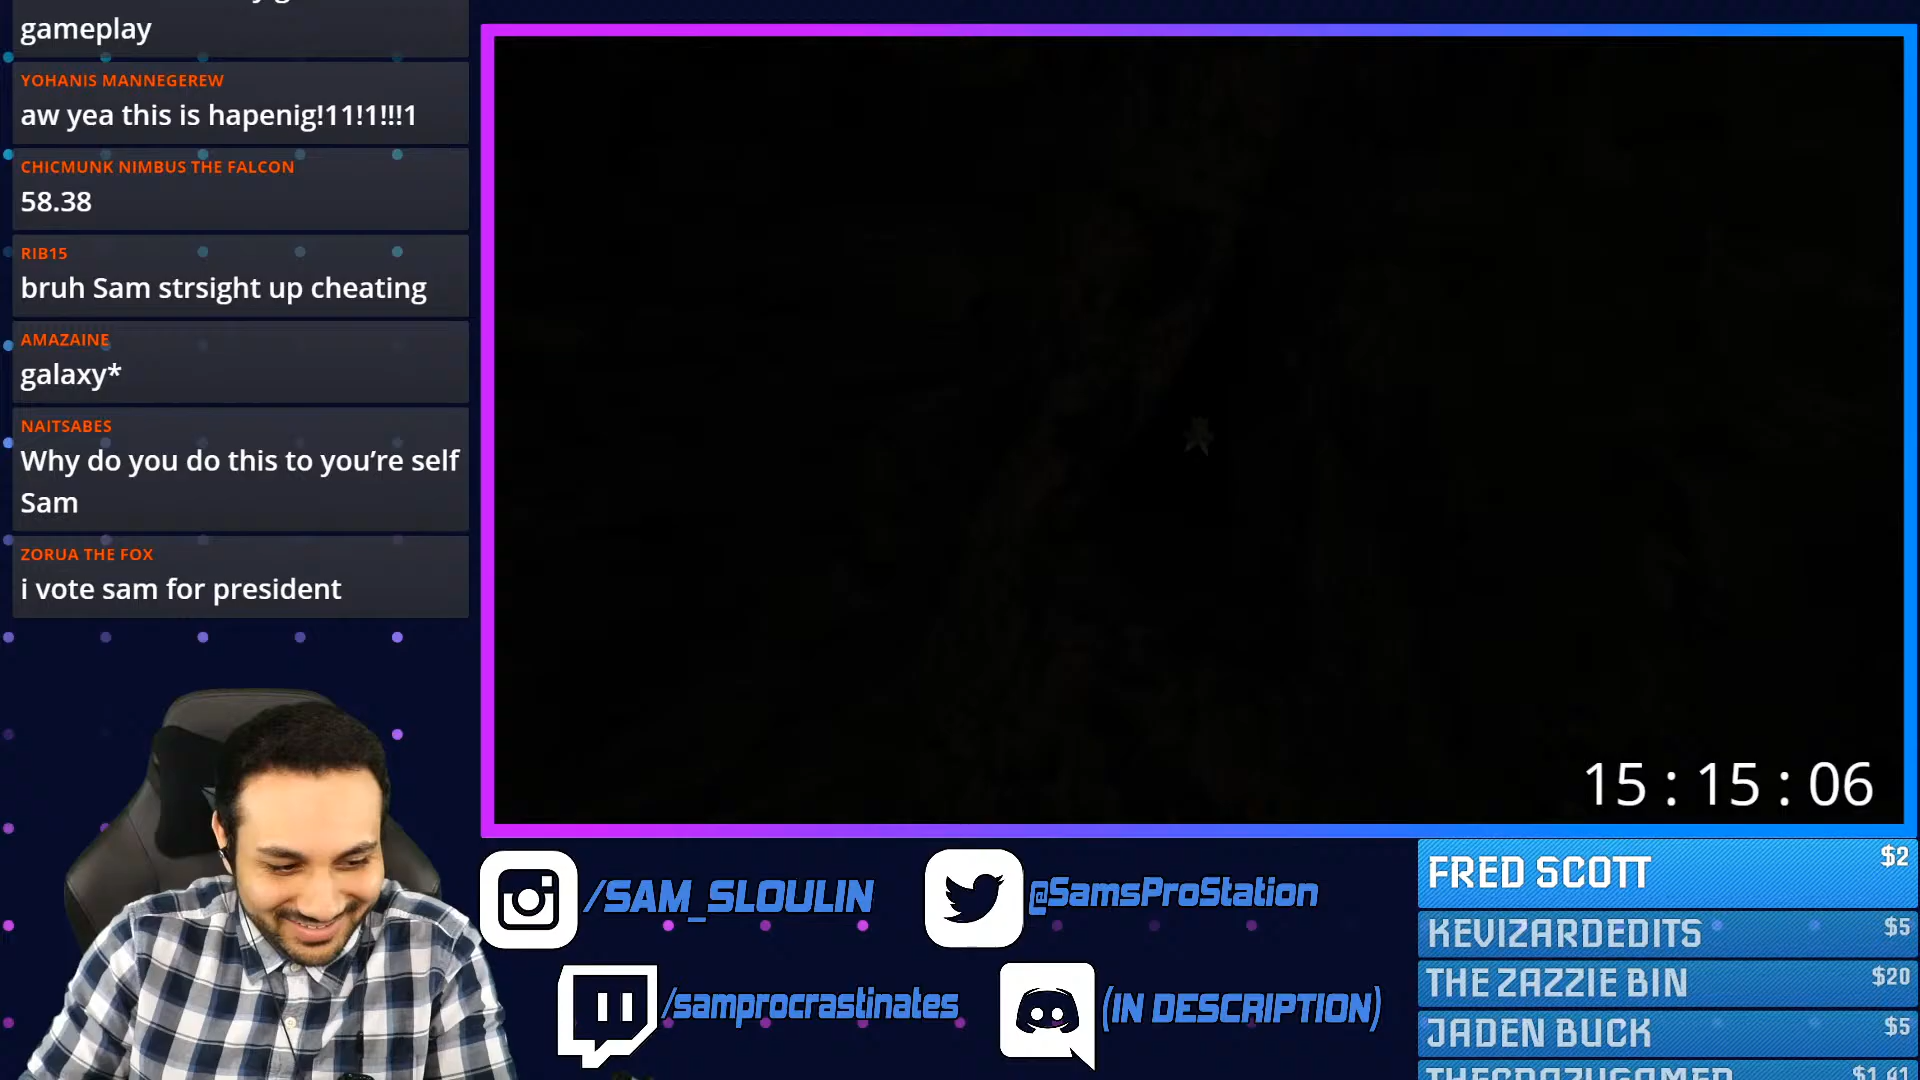 gameplay
YOHANIS MANNEGEREW
aw yea this is hapenig!11!1!!!1
CHICMUNK NIMBUS THE FALCON
58.38
RIB15
bruh Sam strsight up cheating
AMAZAINE
galaxy*
NAITSABES
Why do you do this to you’re self
Sam
ZORUA THE FOX
i vote sam for president
15 : 15 : 06
/SAM_SLOULIN
@SamsProStation
/samprocrastinates
(IN DESCRIPTION)
FRED SCOTT $2
KEVIZARDEDITS $5
THE ZAZZIE BIN $20
JADEN BUCK $5
THECRAZYGAMER $1.41